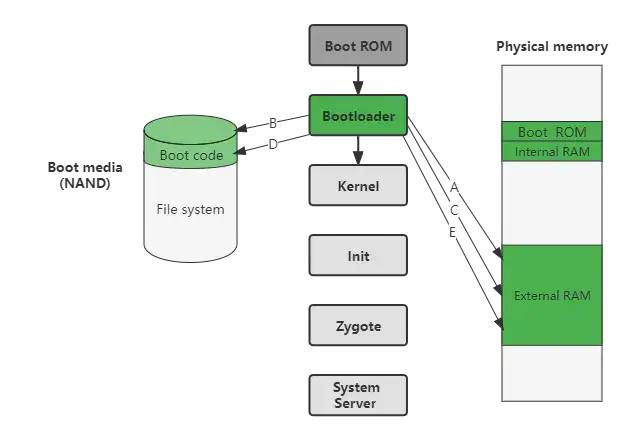 Boot ROM
Physical memory
Bootloader
B
D
Boot code
Boot media
(NAND)
File system
Kernel
Init
Zygote
System
Server
A
C
E
Boot ROM
Internal RAM
External RAM